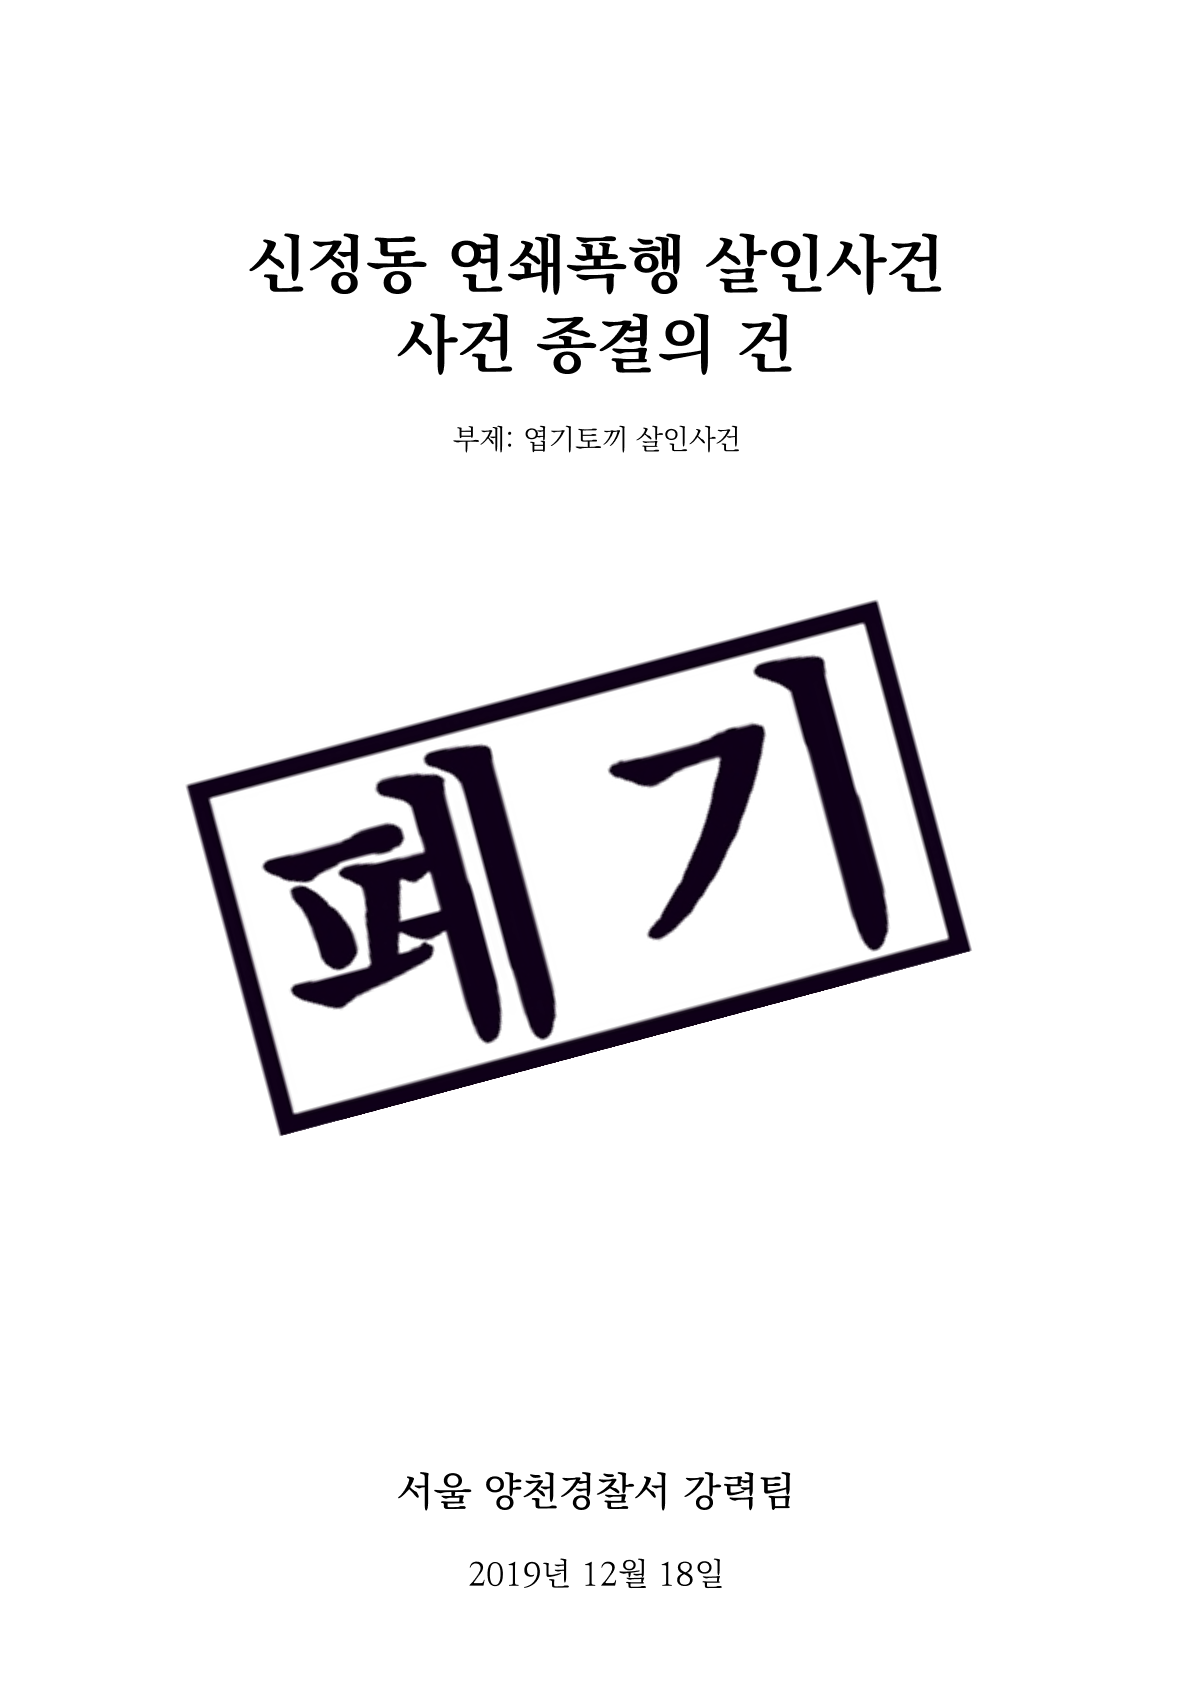 신정동 연쇄폭행 살인사건
사건 종결의 건
부제: 엽기토끼 살인사건
폐기
서울 양천경찰서 강력팀
2019년 12월 18일